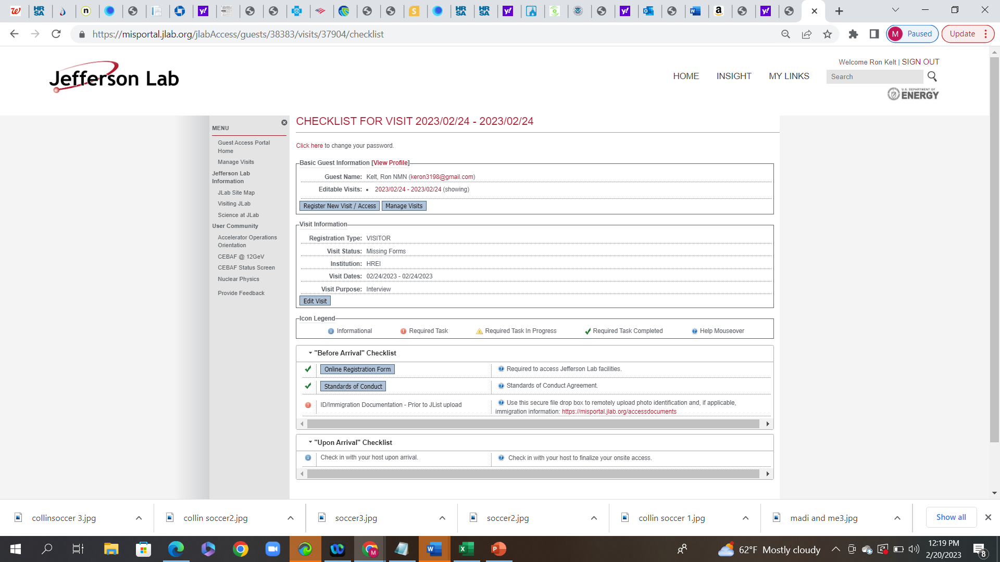 https://misportal.jlab.org/jlabAccess/guests/38383/visits/37904/checklist
M Paused
Update
Jefferson Lab
HOME INSIGHT MY LINKS
Welcome Ron Kelt | SIGN OUT
Search
U.S. DEPARTMENT OF
ENERGY
MENU
Guest Access Portal
Home
Manage Visits
Jefferson Lab
Information
JLab Site Map
Visiting JLab
Science at JLab
User Community
Accelerator Operations
Orientation
CEBAF @ 12GeV
CEBAF Status Screen
Nuclear Physics
Provide Feedback
CHECKLIST FOR VISIT 2023/02/24 - 2023/02/24
Click here to change your password.
Basic Guest Information [View Profile]
Guest Name: Kelt, Ron NMN (keron3198@gmail.com)
Editable Visits: • 2023/02/24 - 2023/02/24 (showing)
Register New Visit / Access Manage Visits
Visit Information
Registration Type: VISITOR
Visit Status: Missing Forms
Institution: HREI
Visit Dates: 02/24/2023 - 02/24/2023
Visit Purpose: Interview
Edit Visit
Icon Legend
Informational Required Task Required Task In Progress Required Task Completed Help Mouseover
"Before Arrival" Checklist
Online Registration Form Required to access Jefferson Lab facilities.
Standards of Conduct Standards of Conduct Agreement.
ID/Immigration Documentation - Prior to JList upload Use this secure file drop box to remotely upload photo identification and, if applicable,
immigration information: https://misportal.jlab.org/accessdocuments
"Upon Arrival" Checklist
Check in with your host upon arrival. Check in with your host to finalize your onsite access.
collinsoccer 3.jpg collin soccer2.jpg soccer3.jpg soccer2.jpg collin soccer 1.jpg madi and me3.jpg Show all
62°F Mostly cloudy
12:19 PM
2/20/2023
8